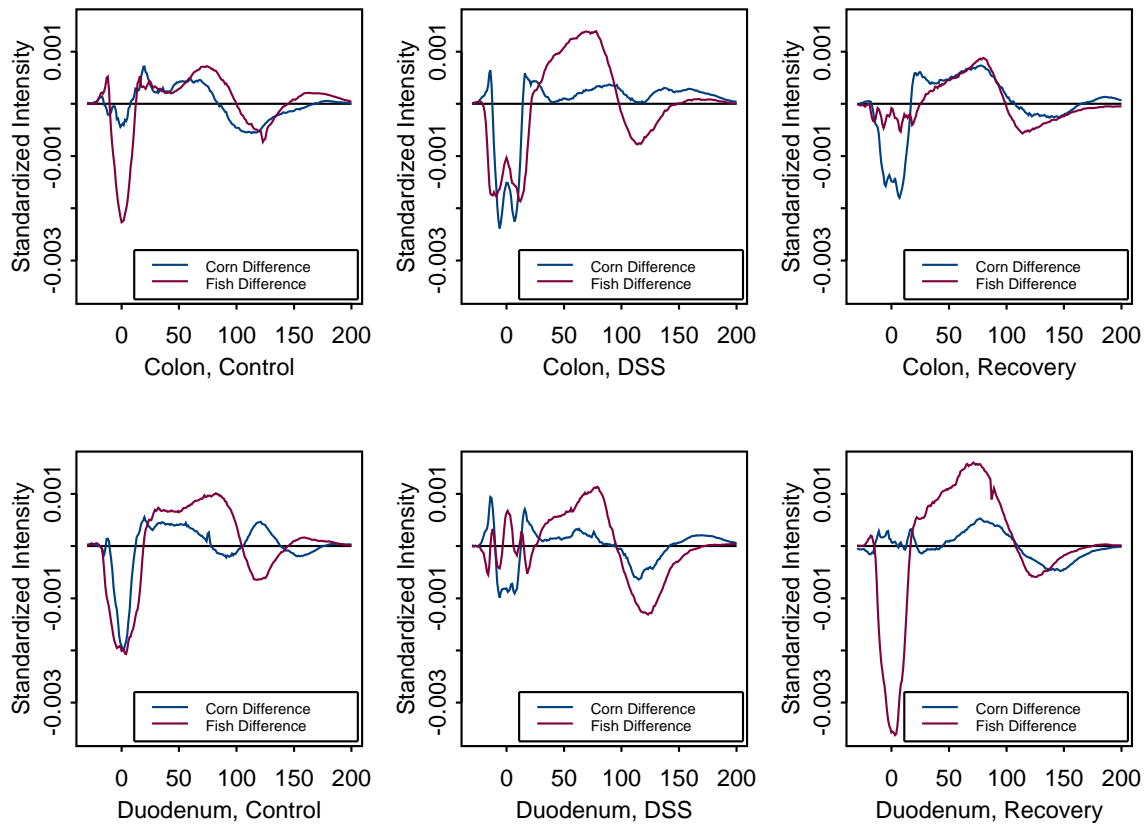 Standardized Intensity
0.001
-0.001
-0.003
Corn Difference
Fish Difference
0 50 100 150 200
Colon, Control
Standardized Intensity
0.001
-0.001
-0.003
Corn Difference
Fish Difference
0 50 100 150 200
Colon, DSS
Standardized Intensity
0.001
-0.001
-0.003
Corn Difference
Fish Difference
0 50 100 150 200
Colon, Recovery
Standardized Intensity
0.001
-0.001
-0.003
Corn Difference
Fish Difference
0 50 100 150 200
Duodenum, Control
Standardized Intensity
0.001
-0.001
-0.003
Corn Difference
Fish Difference
0 50 100 150 200
Duodenum, DSS
Standardized Intensity
0.001
-0.001
-0.003
Corn Difference
Fish Difference
0 50 100 150 200
Duodenum, Recovery